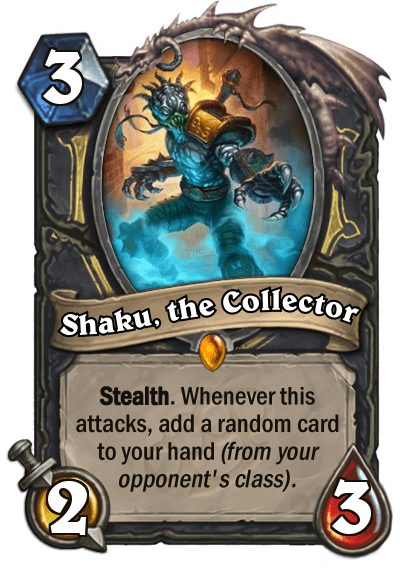 3
Shaku, the Collector
Stealth. Whenever this
attacks, add a random card
to your hand (from your
opponent's class).
2
3